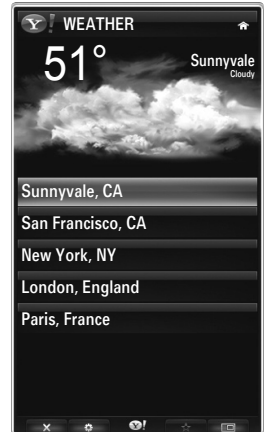 Y! WEATHER
51°
Sunnyvale
Cloudy
Sunnyvale, CA
San Francisco, CA
New York, NY
London, England
Paris, France
Y!